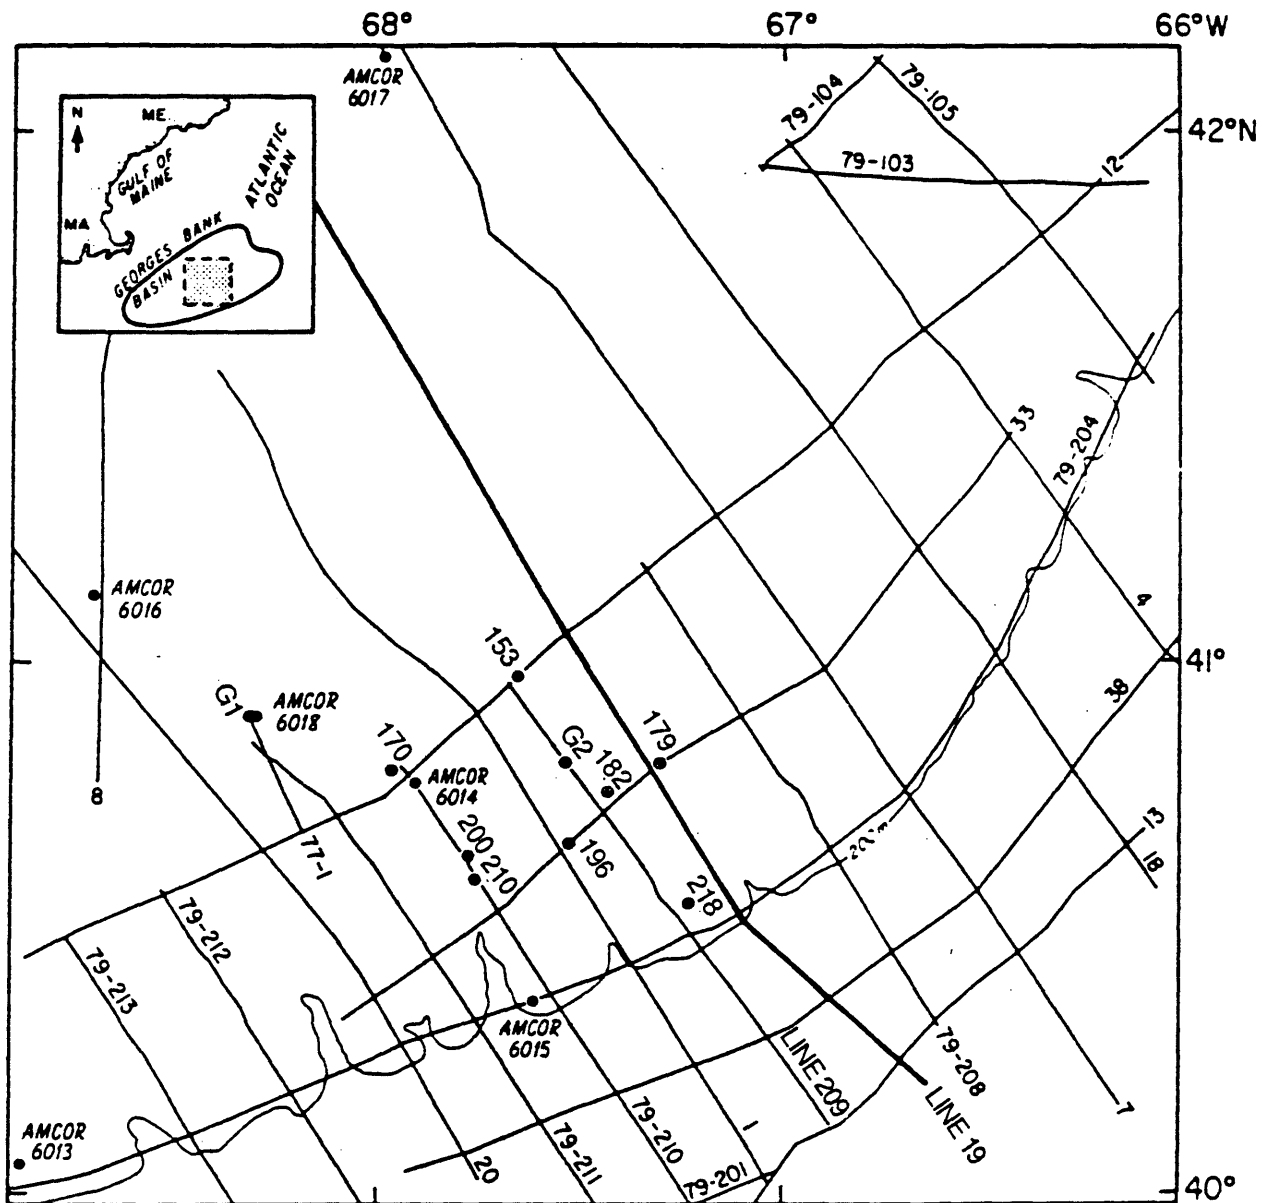 68°
67°
66°W
AMCOR
6017
79-104
79-105
42°N
79-103
12
N
ME
GULF OF
MAINE
ATLANTIC
OCEAN
MA
GEORGES BANK
BASIN
33
79-204
AMCOR
6016
4
41°
153
G1
AMCOR
6018
38
170
G2
182
179
AMCOR
6014
8
77-1
200
210
196
200m
13
18
218
79-212
79-213
AMCOR
6015
LINE 209
79-208
LINE 19
7
AMCOR
6013
79-210
1
79-211
20
79-201
40°